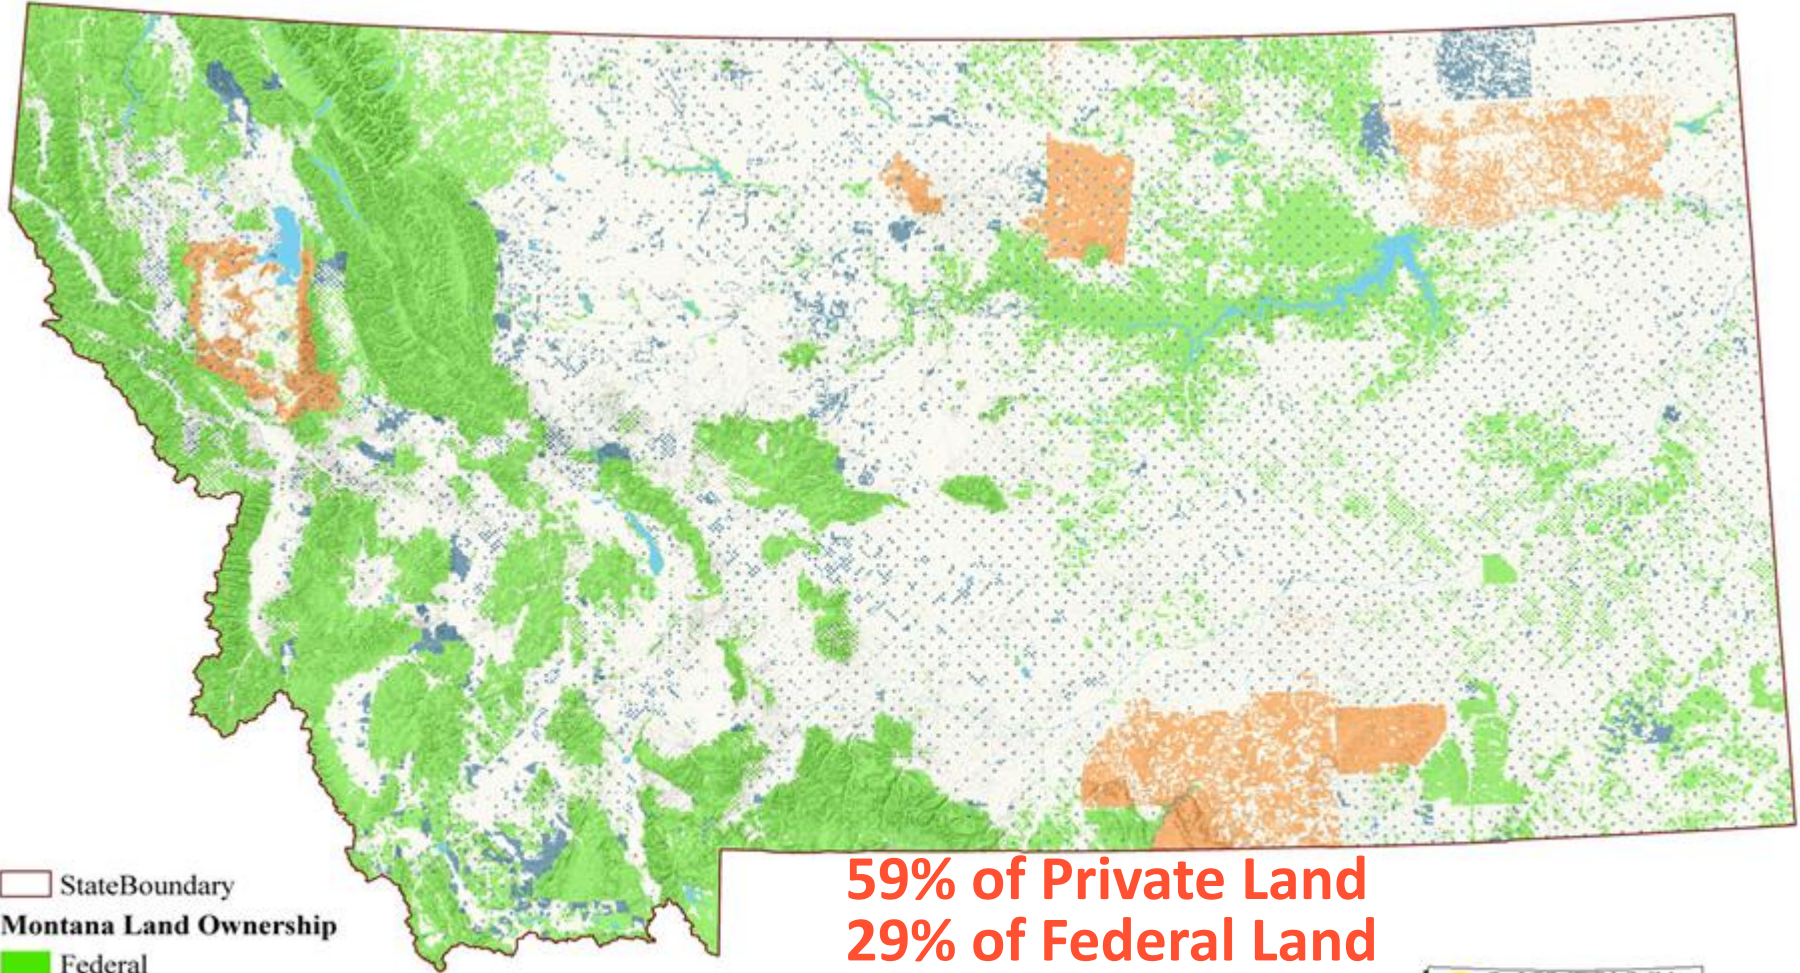 StateBoundary
Montana Land Ownership
Federal
59% of Private Land
29% of Federal Land